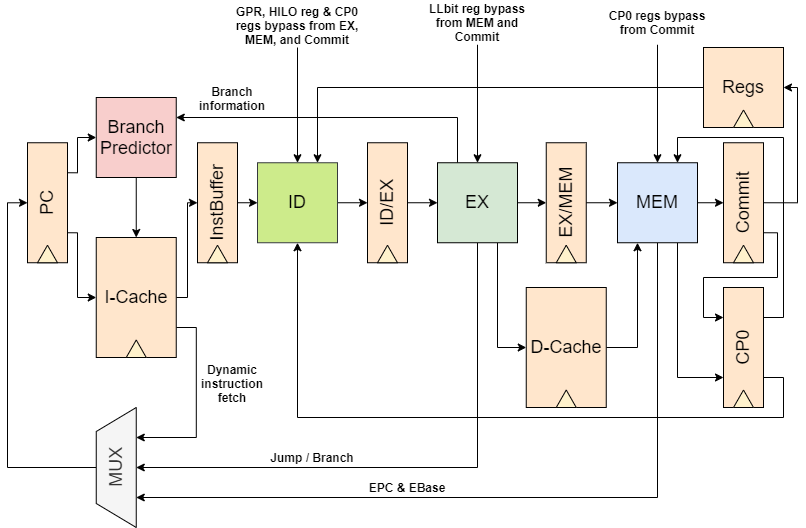 GPR, HILO reg & CP0
regs bypass from EX,
MEM, and Commit
LLbit reg bypass
from MEM and
Commit
CP0 regs bypass
from Commit
Regs
Branch
information
Branch
Predictor
PC
InstBuffer
ID
ID/EX
EX
EX/MEM
MEM
Commit
I-Cache
D-Cache
CP0
Dynamic
instruction
fetch
MUX
Jump / Branch
EPC & EBase